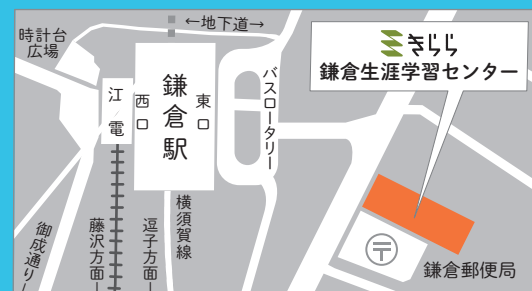 ←地下道→
時計台
広場
きらら
鎌倉生涯学習センター
バスロータリー
江ノ電
西口
鎌倉駅
東口
横須賀線
御成通り
藤沢方面
逗子方面
〒
鎌倉郵便局